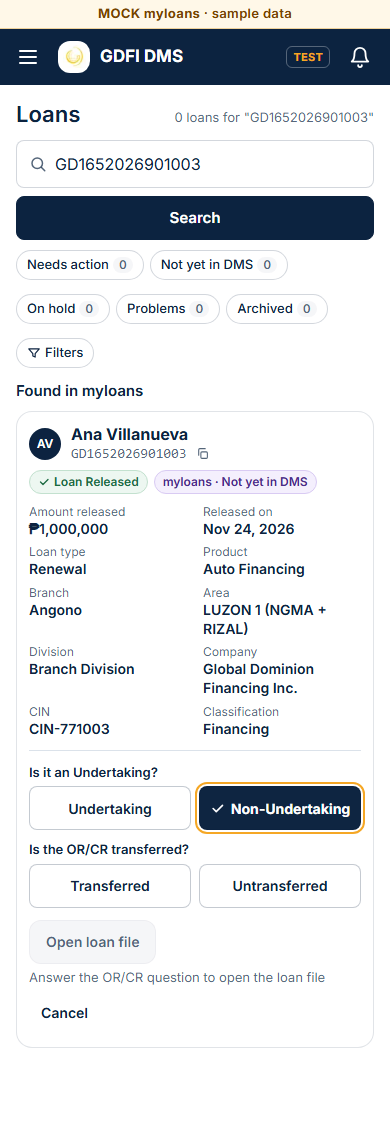 MOCK myloans · sample data
GDFI DMS
TEST
Loans
0 loans for "GD1652026901003"
GD1652026901003
Search
Needs action 0
Not yet in DMS 0
On hold 0
Problems 0
Archived 0
Filters
Found in myloans
AV
Ana Villanueva
GD1652026901003
Loan Released
myloans · Not yet in DMS
Amount released
₱1,000,000
Released on
Nov 24, 2026
Loan type
Renewal
Product
Auto Financing
Branch
Angono
Area
LUZON 1 (NGMA +
RIZAL)
Division
Branch Division
Company
Global Dominion
Financing Inc.
CIN
CIN-771003
Classification
Financing
Is it an Undertaking?
Undertaking
Non-Undertaking
Is the OR/CR transferred?
Transferred
Untransferred
Open loan file
Answer the OR/CR question to open the loan file
Cancel